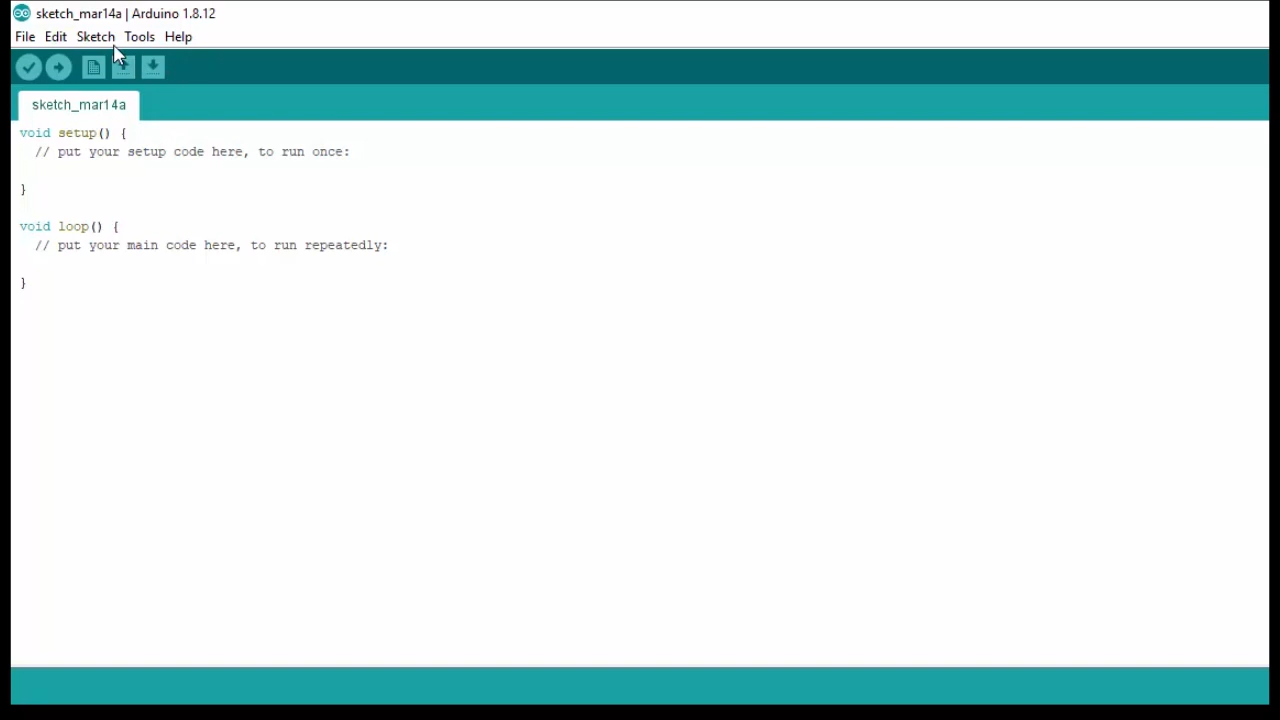 sketch_mar14a | Arduino 1.8.12
File Edit Sketch Tools Help
sketch_mar14a
void setup() {
  // put your setup code here, to run once:
}
void loop() {
  // put your main code here, to run repeatedly:
}